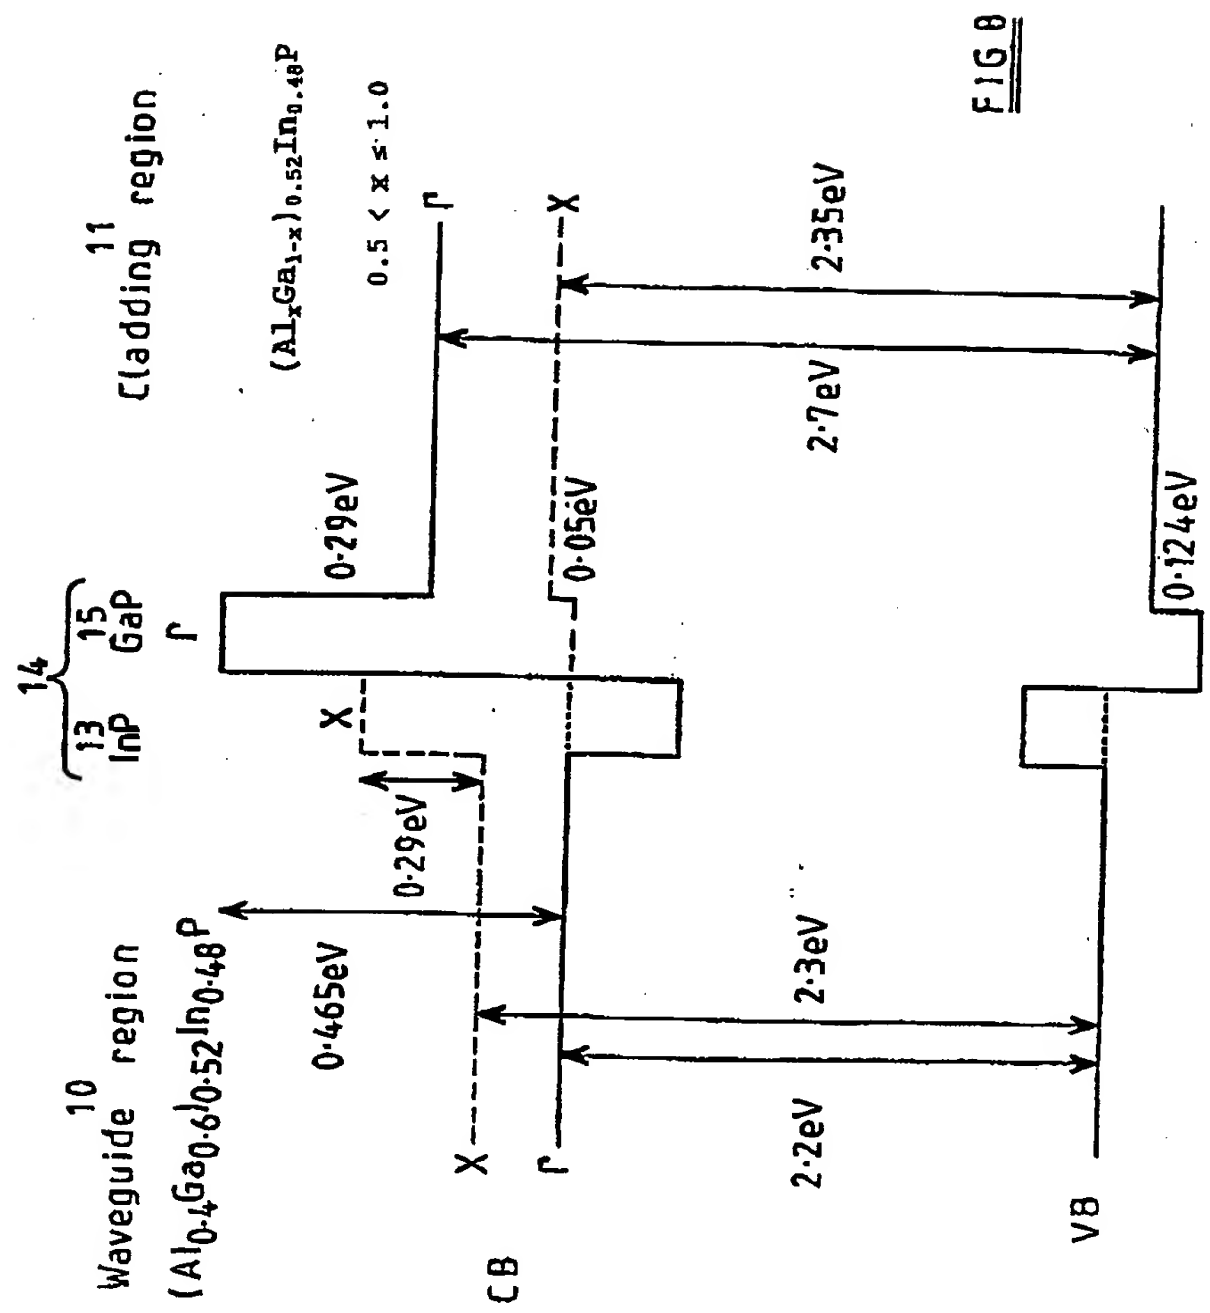 10
Waveguide region
(Al0.4Ga0.6)0.52In0.48P
14
13 15
InP GaP
11
Cladding region
(AlxGa1-x)0.52In0.48P
0.5 < x ≤ 1.0
Γ
X
0.29eV
Γ
0.465eV
0.29eV
X
X
0.05eV
Γ
CB
2.2eV
2.3eV
2.7eV
2.35eV
VB
0.124eV
FIG 8